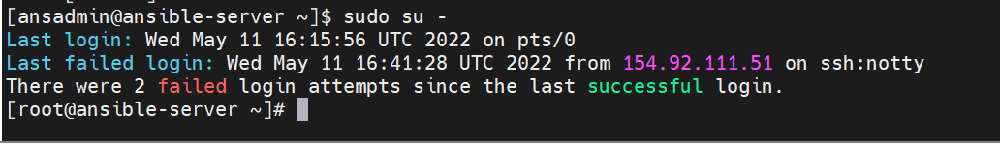 [ansadmin@ansible-server ~]$ sudo su -
Last login: Wed May 11 16:15:56 UTC 2022 on pts/0
Last failed login: Wed May 11 16:41:28 UTC 2022 from 154.92.111.51 on ssh:notty
There were 2 failed login attempts since the last successful login.
[root@ansible-server ~]#